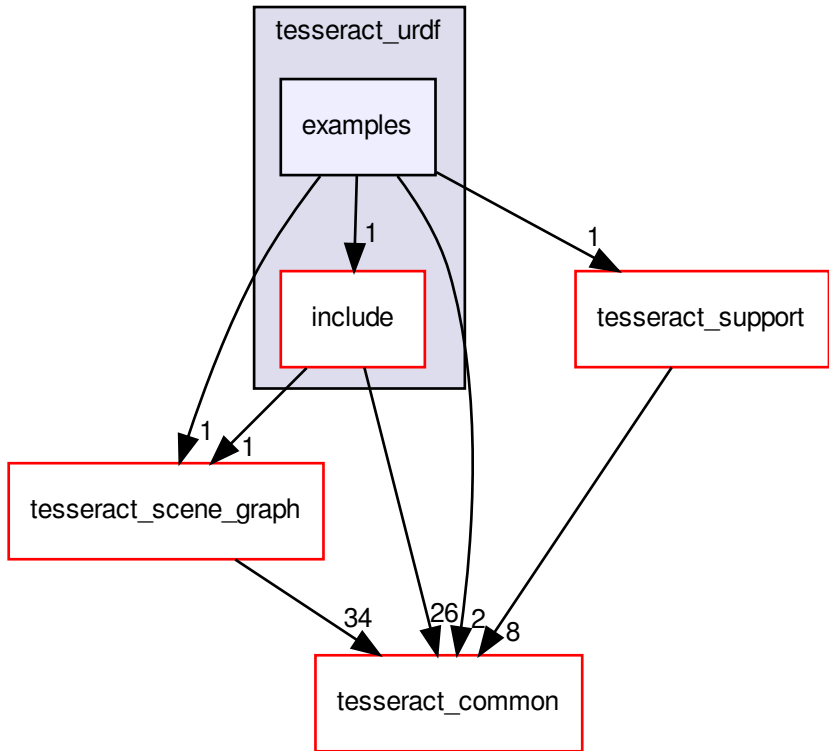 tesseract_urdf
examples
1
1
include
tesseract_support
1
1
tesseract_scene_graph
34
26
2
8
tesseract_common